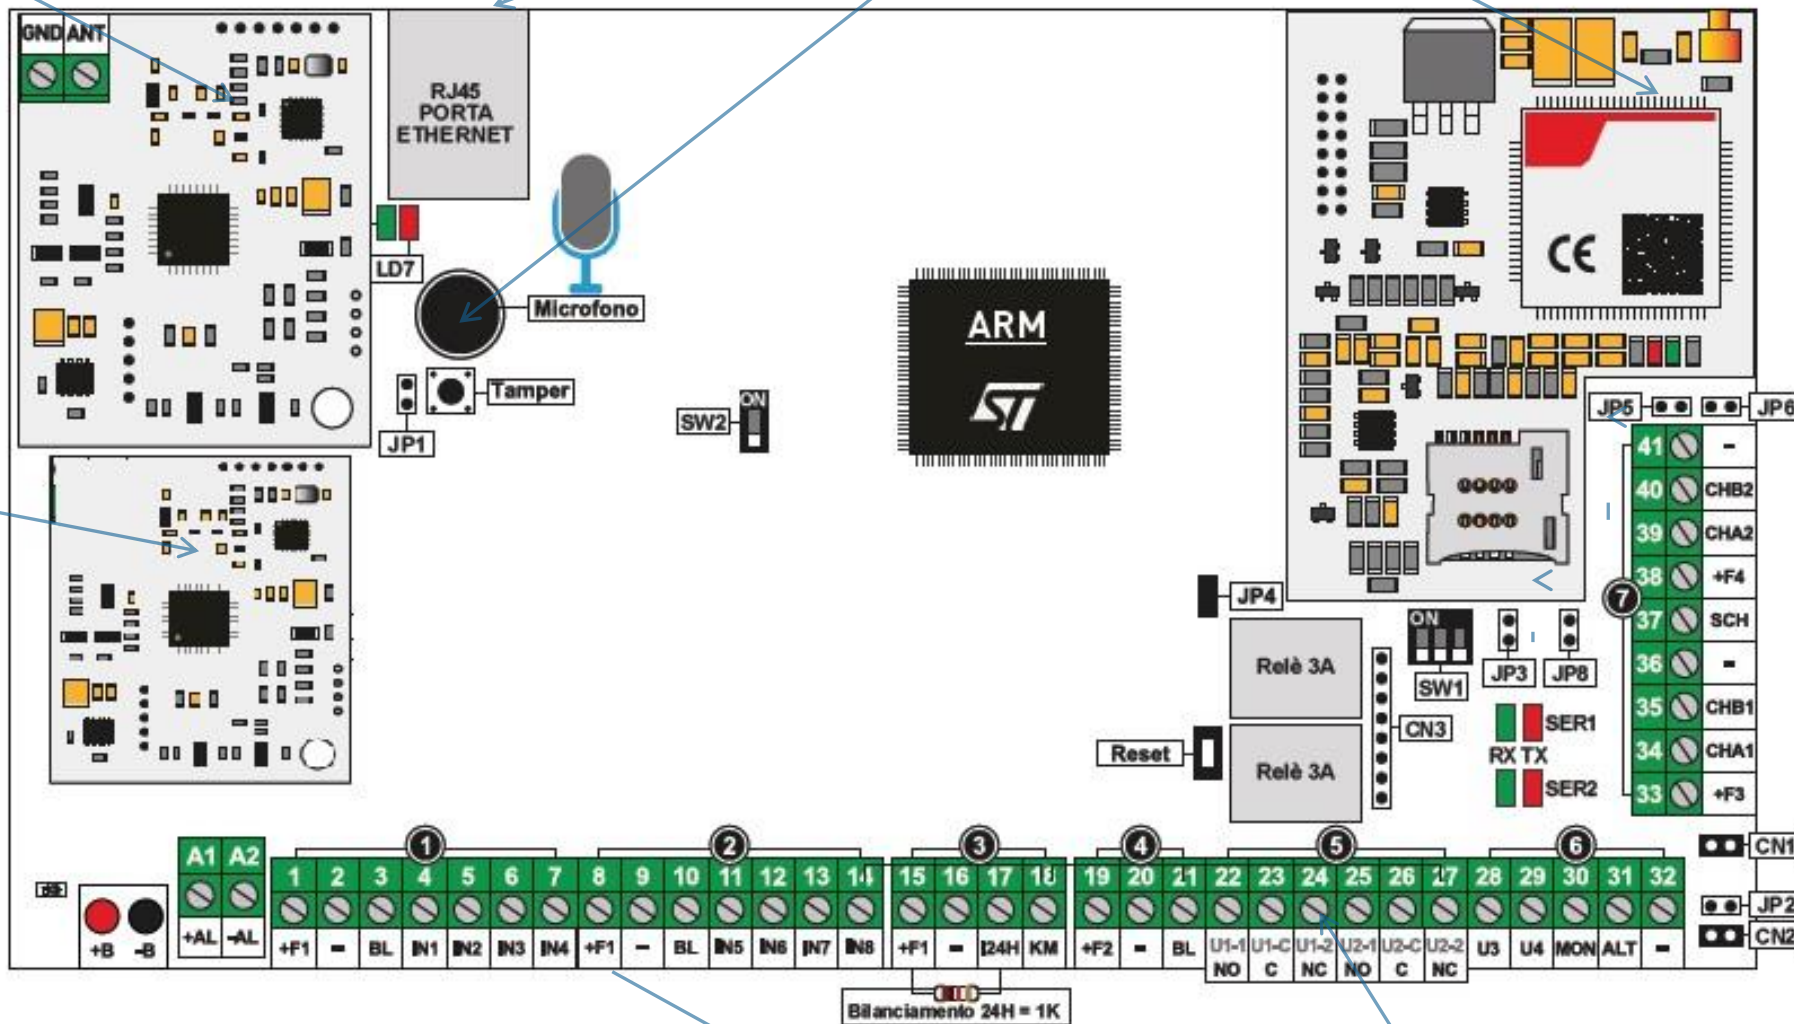 GND ANT
RJ45
PORTA
ETHERNET
LD7
Microfono
Tamper
JP1
SW2
ON
ARM
ST
CE
JP5
JP6
41 -
40 CHB2
39 CHA2
38 +F4
37 SCH
36 -
35 CHB1
34 CHA1
33 +F3
7
JP4
Relè 3A
Relè 3A
Reset
CN3
ON
SW1
JP3
JP8
SER1
RX TX
SER2
CN1
JP2
CN2
1 2 3 4 5 6
A1 A2
1 2 3 4 5 6 7 8 9 10 11 12 13 14 15 16 17 18 19 20 21 22 23 24 25 26 27 28 29 30 31 32
+B -B
+AL -AL
+F1 - BL IN1 IN2 IN3 IN4 +F1 - BL IN5 IN6 IN7 IN8 +F1 - I24H KM +F2 - BL U1-1 U1-C U1-2 U2-1 U2-C U2-2 U3 U4 MON ALT -
NO C NC NO C NC
Bilanciamento 24H = 1K